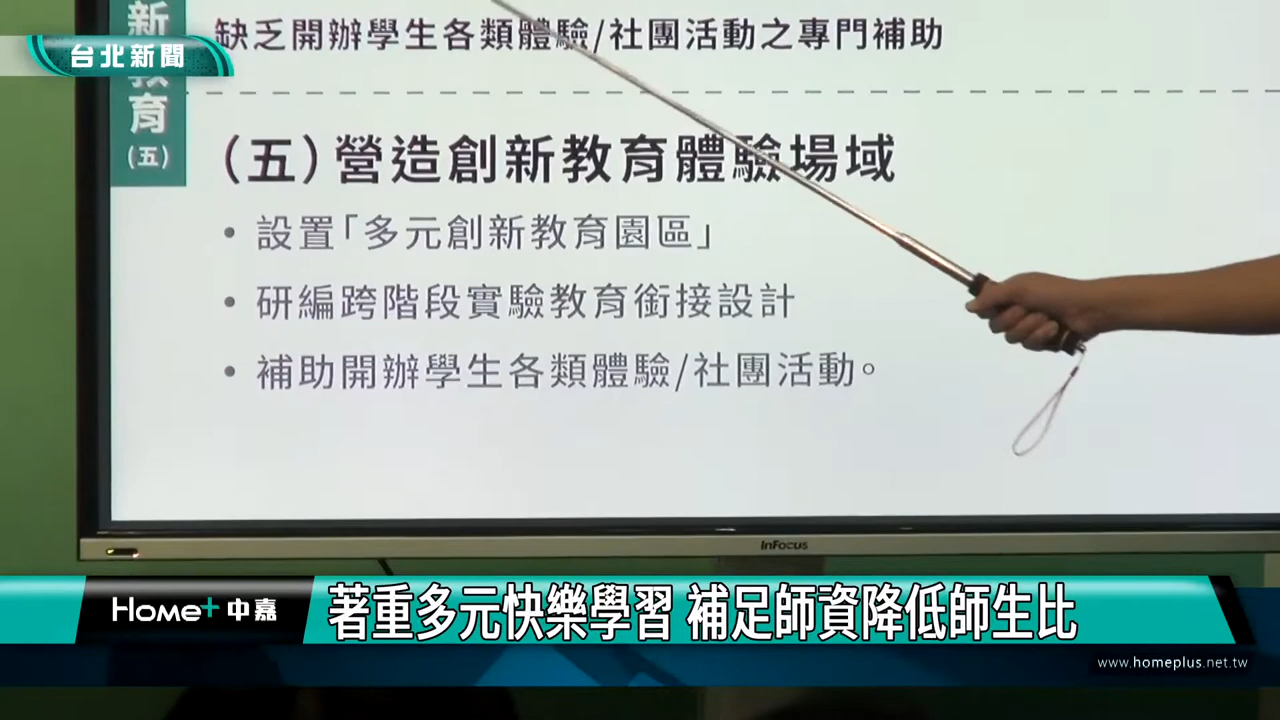 新
教
育
(五)
台北新聞
缺乏開辦學生各類體驗/社團活動之專門補助
(五)營造創新教育體驗場域
• 設置「多元創新教育園區」
• 研編跨階段實驗教育銜接設計
• 補助開辦學生各類體驗/社團活動。
InFocus
Home+中嘉
著重多元快樂學習 補足師資降低師生比
www.homeplus.net.tw